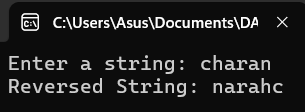 C:\Users\Asus\Documents\DA
Enter a string: charan
Reversed String: narahc